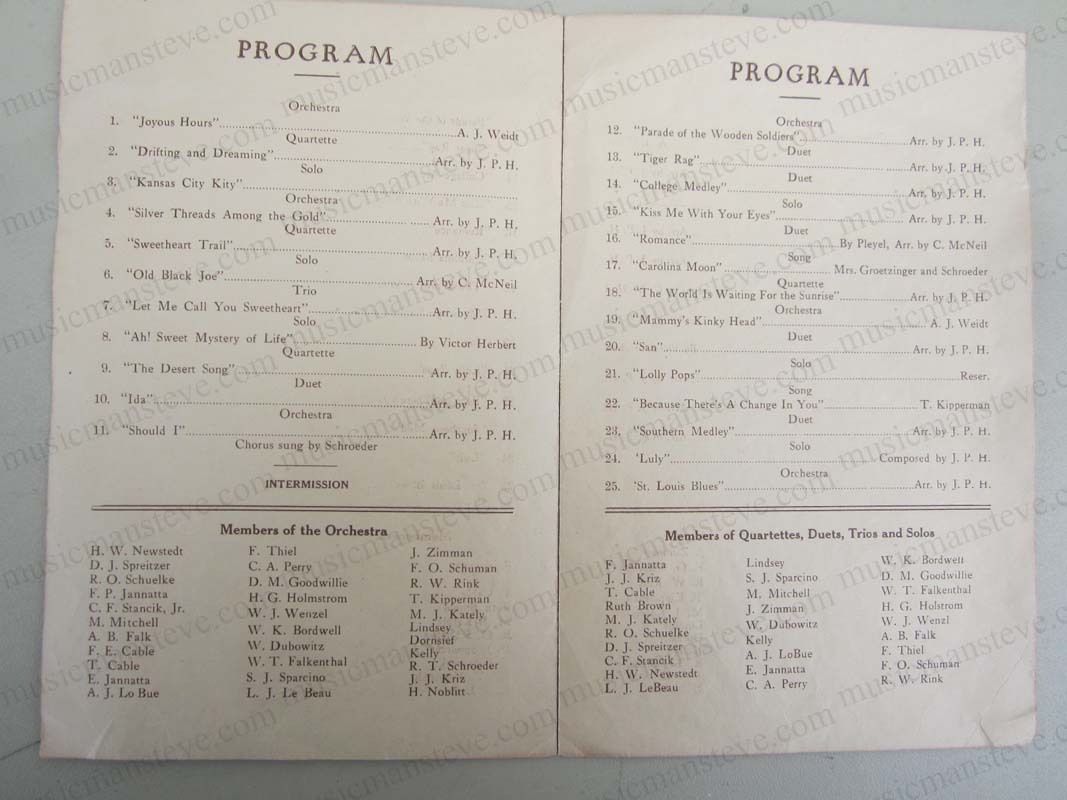 PROGRAM
Orchestra
1. "Joyous Hours" A. J. Weidt
Quartette
2. "Drifting and Dreaming" Arr. by J. P. H.
Solo
3. "Kansas City Kity"
Orchestra
4. "Silver Threads Among the Gold" Arr. by J. P. H.
Quartette
5. "Sweetheart Trail" Arr. by J. P. H.
Solo
6. "Old Black Joe" Arr. by C. McNeil
Trio
7. "Let Me Call You Sweetheart" Arr. by J. P. H.
Solo
8. "Ah! Sweet Mystery of Life" By Victor Herbert
Quartette
9. "The Desert Song" Arr. by J. P. H.
Duet
10. "Ida" Arr. by J. P. H.
Orchestra
11. "Should I" Arr. by J. P. H.
Chorus sung by Schroeder
INTERMISSION
Members of the Orchestra
H. W. Newstedt
D. J. Spreitzer
R. O. Schuelke
F. P. Jannatta
C. F. Stancik, Jr.
M. Mitchell
A. B. Falk
F. E. Cable
T. Cable
E. Jannatta
A. J. Lo Bue
F. Thiel
C. A. Perry
D. M. Goodwillie
H. G. Holmstrom
W. J. Wenzel
W. K. Bordwell
W. Dubowitz
W. T. Falkenthal
S. J. Sparcino
L. J. Le Beau
J. Zimman
F. O. Schuman
R. W. Rink
T. Kipperman
M. J. Kately
Lindsey
Dornsief
Kelly
R. T. Schroeder
J. J. Kriz
H. Noblitt
PROGRAM
Orchestra
12. "Parade of the Wooden Soldiers" Arr. by J. P. H.
Duet
13. "Tiger Rag" Arr. by J. P. H.
Duet
14. "College Medley" Arr. by J. P. H.
Solo
15. "Kiss Me With Your Eyes" Arr. by J. P. H.
Duet
16. "Romance" By Pleyel, Arr. by C. McNeil
Song
17. "Carolina Moon" Mrs. Groetzinger and Schroeder
Quartette
18. "The World Is Waiting For the Sunrise" Arr. by J. P. H.
Orchestra
19. "Mammy's Kinky Head" A. J. Weidt
Duet
20. "San" Arr. by J. P. H.
Solo
21. "Lolly Pops" Reser.
Song
22. "Because There's A Change In You" T. Kipperman
Duet
23. "Southern Medley" Arr. by J. P. H.
Solo
24. 'Luly" Composed by J. P. H.
Orchestra
25. 'St. Louis Blues" Arr. by J. P. H.
Members of Quartettes, Duets, Trios and Solos
F. Jannatta
J. J. Kriz
T. Cable
Ruth Brown
M. J. Kately
R. O. Schuelke
D. J. Spreitzer
C. F. Stancik
H. W. Newstedt
L. J. LeBeau
Lindsey
S. J. Sparcino
M. Mitchell
J. Zimman
W. Dubowitz
Kelly
A. J. LoBue
E. Jannatta
C. A. Perry
W. K. Bordwell
D. M. Goodwillie
W. T. Falkenthal
H. G. Holstrom
W. J. Wenzl
A. B. Falk
F. Thiel
F. O. Schuman
R. W. Rink
musicmansteve.com